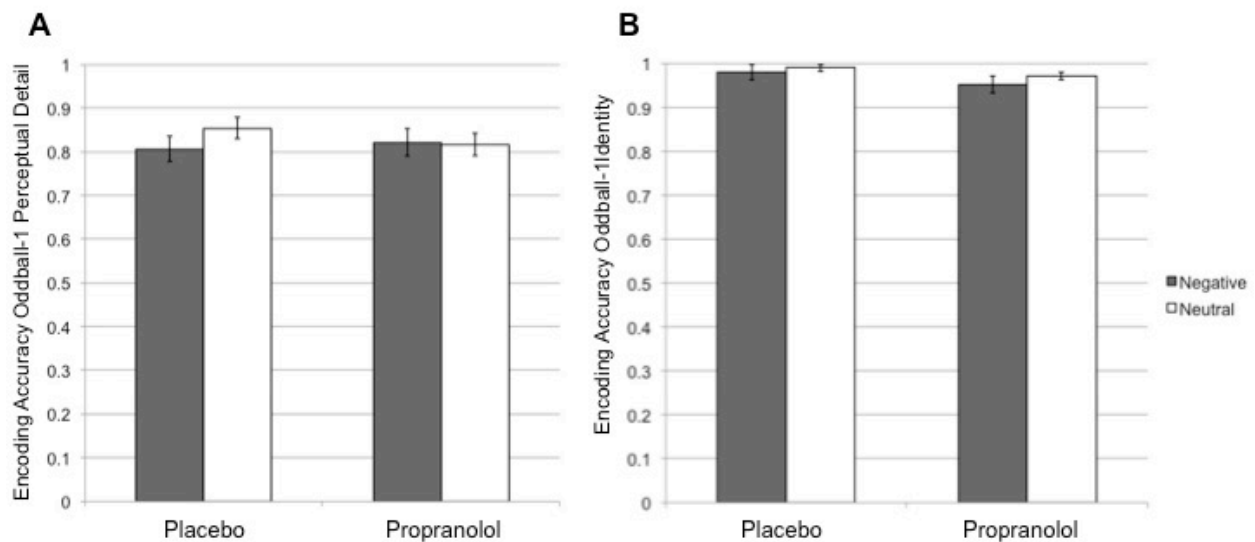 A
Encoding Accuracy Oddball-1 Perceptual Detail
1
0.9
0.8
0.7
0.6
0.5
0.4
0.3
0.2
0.1
0
Placebo
Propranolol
B
Encoding Accuracy Oddball-1Identity
1
0.9
0.8
0.7
0.6
0.5
0.4
0.3
0.2
0.1
0
Placebo
Propranolol
Negative
Neutral